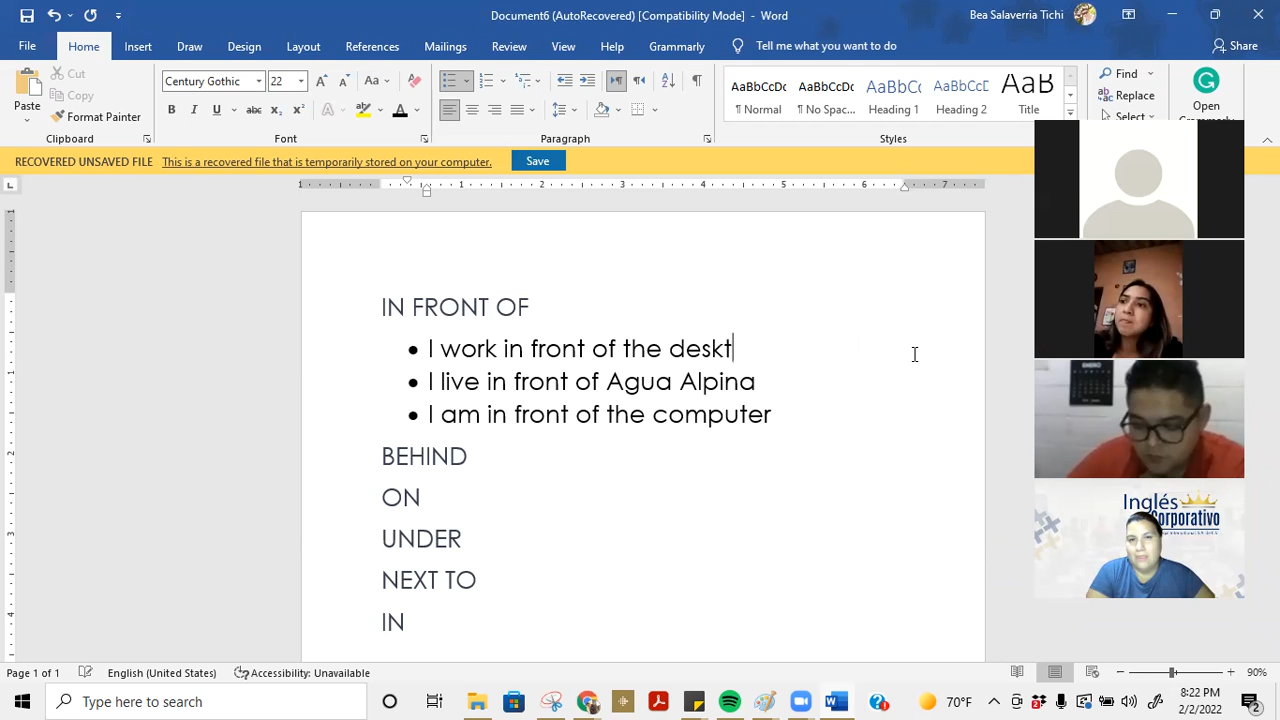 Document6 (AutoRecovered) [Compatibility Mode] - Word
Bea Salaverria Tichi
File Home Insert Draw Design Layout References Mailings Review View Help Grammarly Tell me what you want to do Share
Cut
Copy
Format Painter
Paste
Clipboard
Century Gothic 22
Font
Paragraph
AaBbCcDc AaBbCcDc AaBbCc AaBbCcD AaB
¶ Normal ¶ No Spac... Heading 1 Heading 2 Title
Styles
Find
Replace
Select
Open
RECOVERED UNSAVED FILE This is a recovered file that is temporarily stored on your computer. Save
IN FRONT OF
• I work in front of the deskt
• I live in front of Agua Alpina
• I am in front of the computer
BEHIND
ON
UNDER
NEXT TO
IN
ENERO
Inglés
Corporativo
Page 1 of 1 English (United States) Accessibility: Unavailable 90%
Type here to search
70°F
8:22 PM
2/2/2022
2